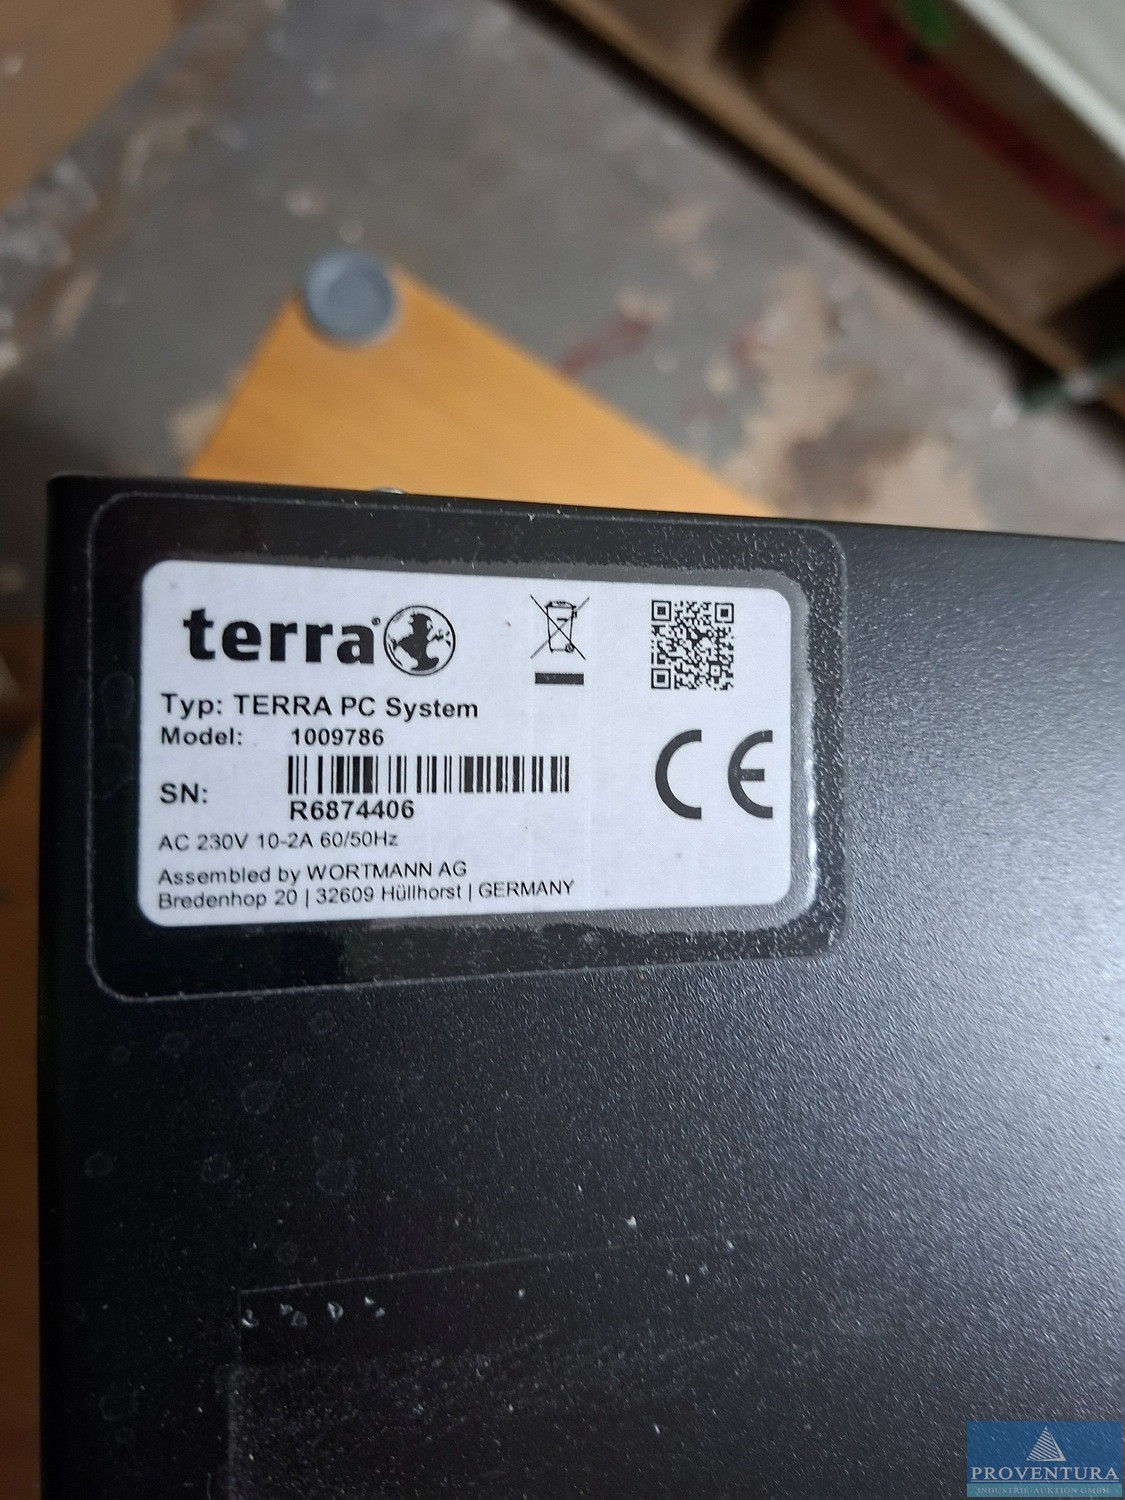 terra®
Typ: TERRA PC System
Model: 1009786
SN:
R6874406
AC 230V 10-2A 60/50Hz
Assembled by WORTMANN AG
Bredenhop 20 | 32609 Hüllhorst | GERMANY
CE
PROVENTURA
INDUSTRIE-AUKTION GMBH